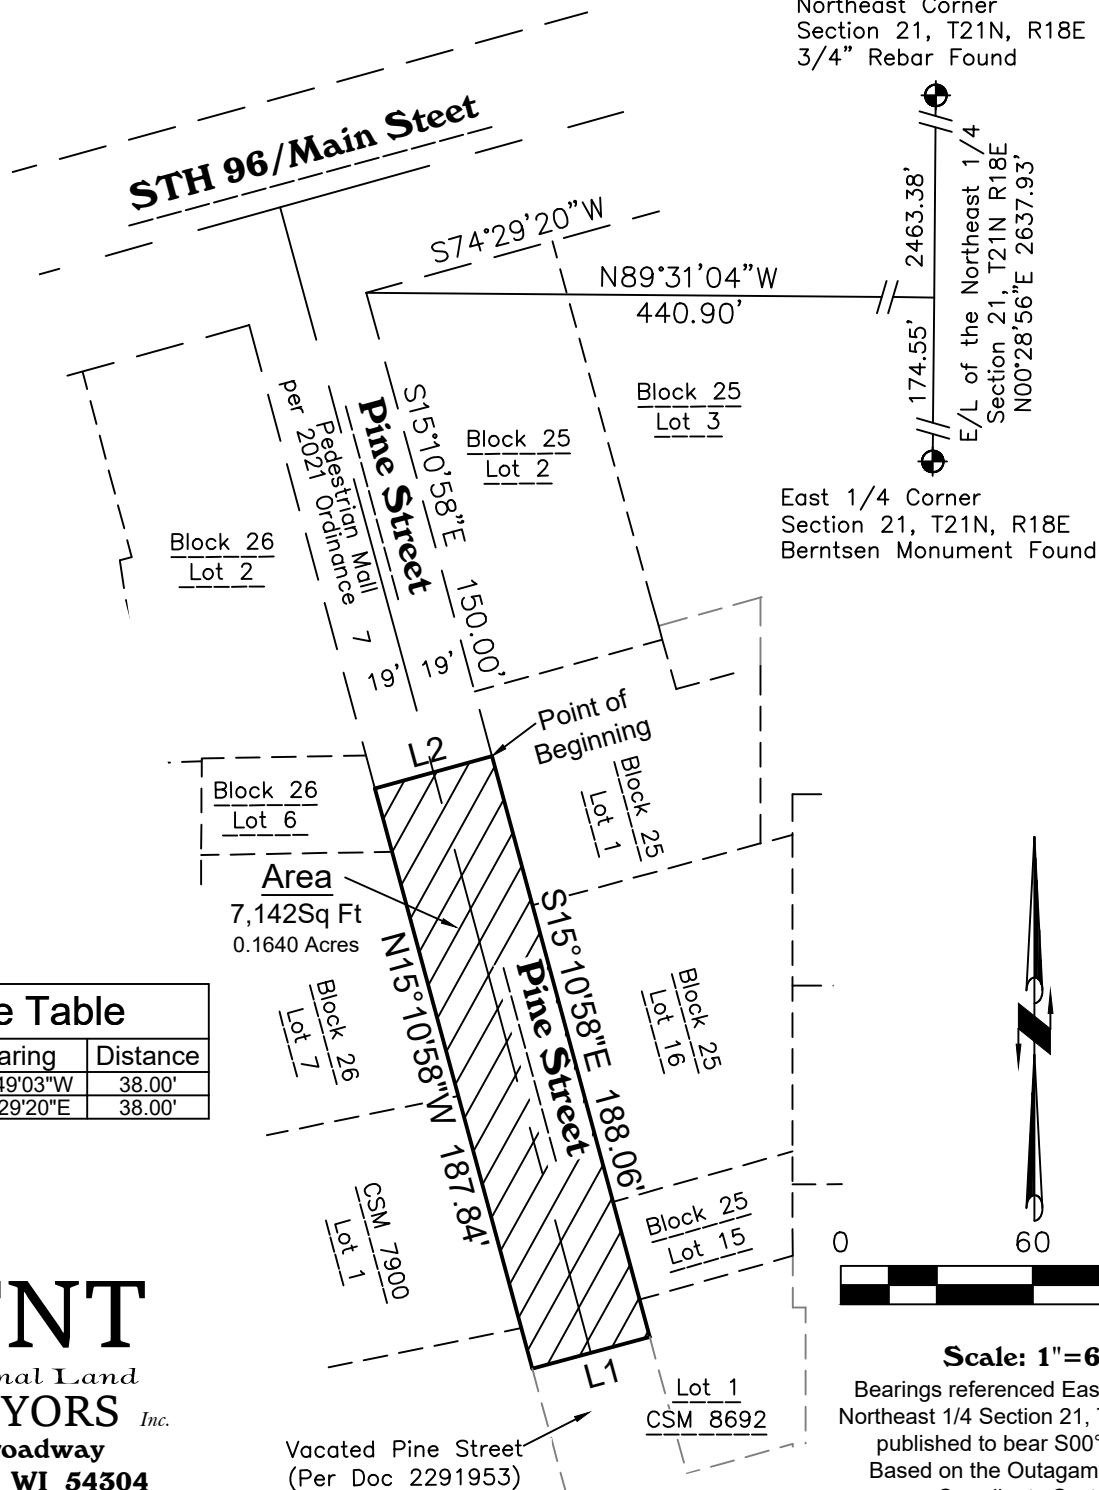 Northeast Corner
Section 21, T21N, R18E
3/4" Rebar Found
STH 96/Main Steet
S74°29'20"W
N89°31'04"W
440.90'
2463.38'
174.55'
E/L of the Northeast 1/4
Section 21, T21N R18E
N00°28'56"E 2637.93'
East 1/4 Corner
Section 21, T21N, R18E
Berntsen Monument Found
Block 25
Lot 3
Block 25
Lot 2
S15°10'58"E 150.00'
Pine Street
Pedestrian Mall
per 2021 Ordinance 7
Block 26
Lot 2
19'
19'
Point of
Beginning
L2
Block 26
Lot 6
Block 25
Lot 1
Area
7,142Sq Ft
0.1640 Acres
S15°10'58"E 188.06'
Pine Street
N15°10'58"W 187.84'
Block 26
Lot 7
Block 25
Lot 16
e Table
aring Distance
49'03"W 38.00'
29'20"E 38.00'
CSM 7900
Lot 1
Block 25
Lot 15
L1
Lot 1
CSM 8692
Vacated Pine Street
(Per Doc 2291953)
0 60
Scale: 1"=6
Bearings referenced Eas
Northeast 1/4 Section 21, T
published to bear S00°
Based on the Outagam
ENT
nal Land
YORS Inc.
roadway
WI 54304